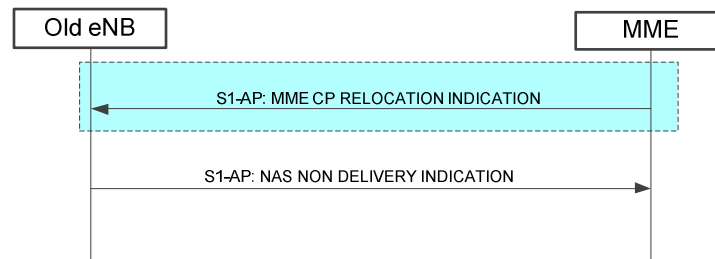 Old eNB
MME
S1-AP: MME CP RELOCATION INDICATION
S1-AP: NAS NON DELIVERY INDICATION